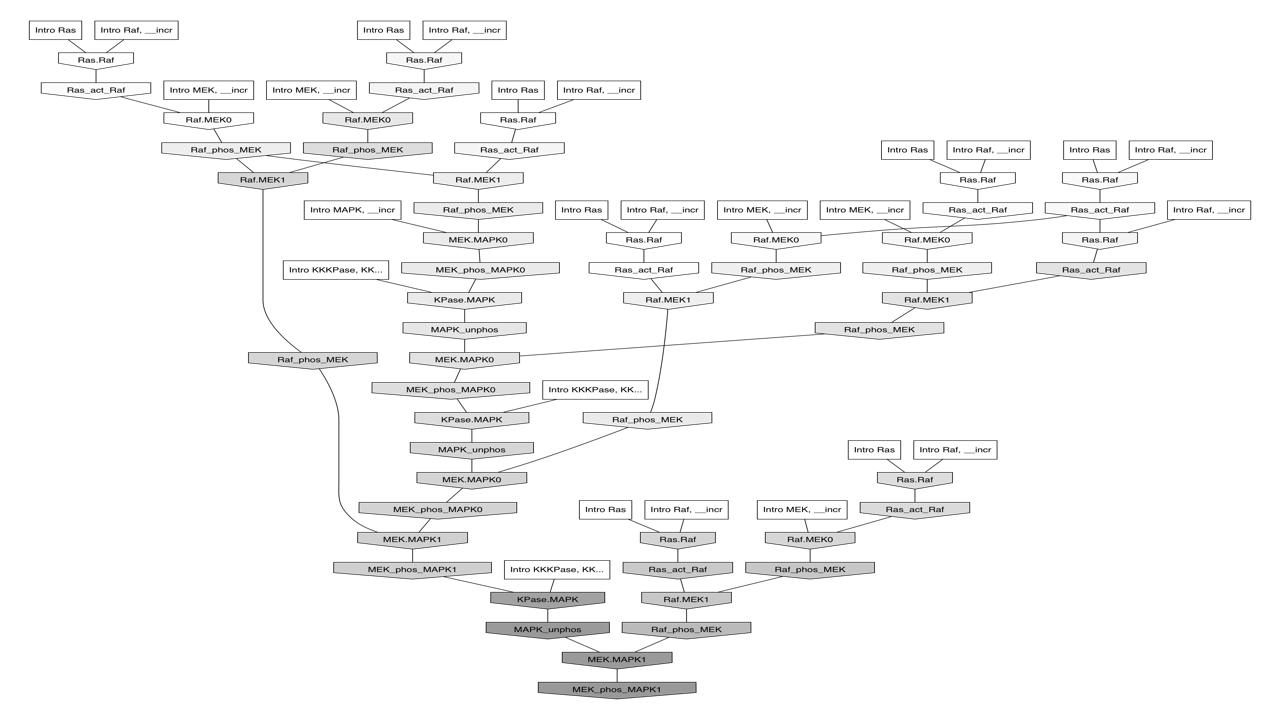 Intro Ras
Intro Raf, __incr
Intro Ras
Intro Raf, __incr
Ras.Raf
Ras.Raf
Ras_act_Raf
Intro MEK, __incr
Intro MEK, __incr
Ras_act_Raf
Intro Ras
Intro Raf, __incr
Raf.MEK0
Raf.MEK0
Ras.Raf
Raf_phos_MEK
Raf_phos_MEK
Ras_act_Raf
Intro Ras
Intro Raf, __incr
Intro Ras
Intro Raf, __incr
Raf.MEK1
Raf.MEK1
Ras.Raf
Ras.Raf
Intro MAPK, __incr
Raf_phos_MEK
Intro Ras
Intro Raf, __incr
Intro MEK, __incr
Intro MEK, __incr
Ras_act_Raf
Ras_act_Raf
Intro Raf, __incr
MEK.MAPK0
Ras.Raf
Raf.MEK0
Raf.MEK0
Ras.Raf
Intro KKKPase, KK...
MEK_phos_MAPK0
Ras_act_Raf
Raf_phos_MEK
Raf_phos_MEK
Ras_act_Raf
KPase.MAPK
Raf.MEK1
Raf.MEK1
MAPK_unphos
Raf_phos_MEK
Raf_phos_MEK
MEK.MAPK0
MEK_phos_MAPK0
Intro KKKPase, KK...
KPase.MAPK
Raf_phos_MEK
MAPK_unphos
Intro Ras
Intro Raf, __incr
MEK.MAPK0
Ras.Raf
MEK_phos_MAPK0
Intro Ras
Intro Raf, __incr
Intro MEK, __incr
Ras_act_Raf
MEK.MAPK1
Ras.Raf
Raf.MEK0
MEK_phos_MAPK1
Intro KKKPase, KK...
Ras_act_Raf
Raf_phos_MEK
KPase.MAPK
Raf.MEK1
MAPK_unphos
Raf_phos_MEK
MEK.MAPK1
MEK_phos_MAPK1